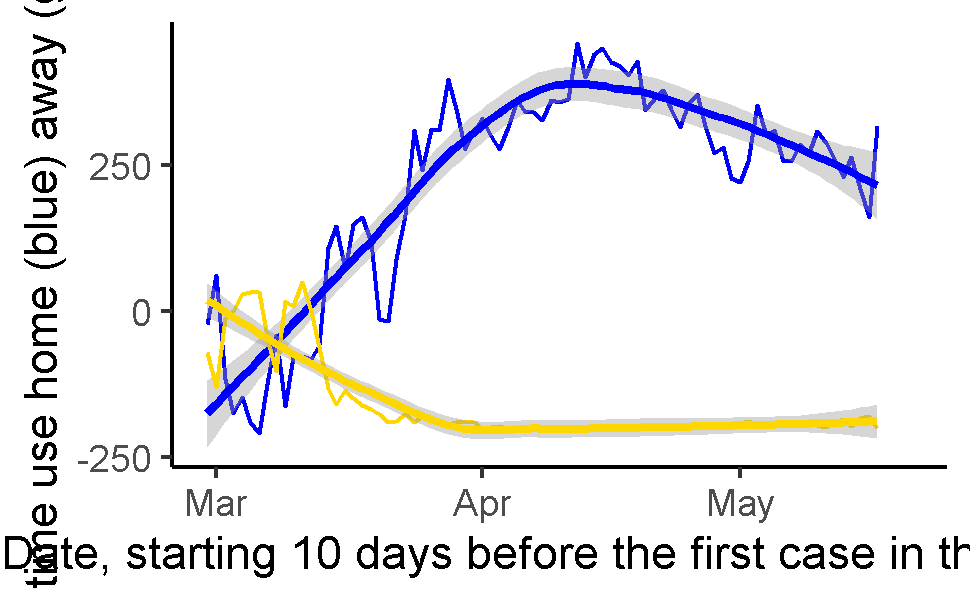 time use home (blue) away (
250
0
-250
Mar Apr May
Date, starting 10 days before the first case in th